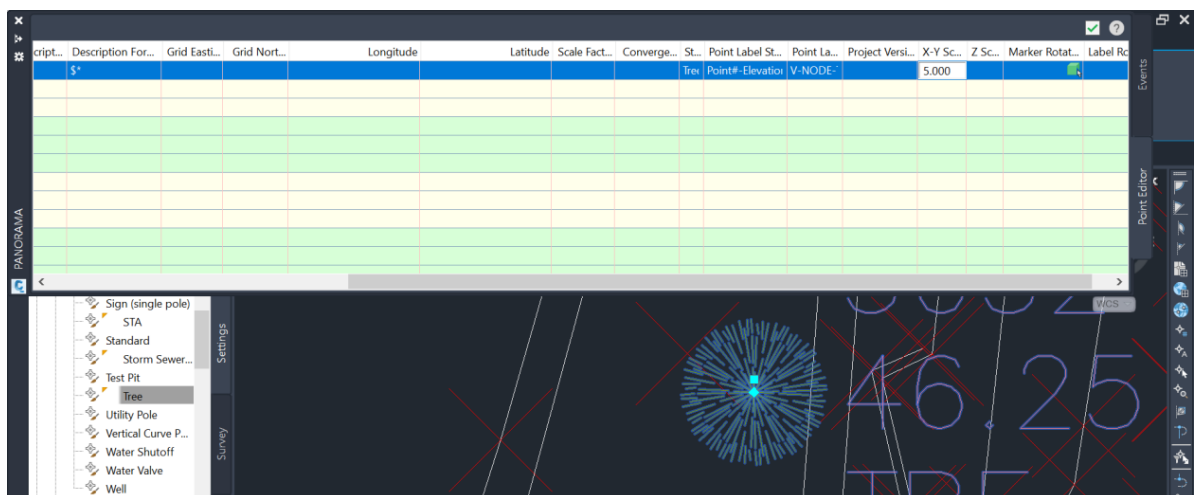 cript... Description For... Grid Easti... Grid Nort... Longitude Latitude Scale Fact... Converge... St... Point Label St... Point La... Project Versi... X-Y Sc... Z Sc... Marker Rotat... Label Ro
$* Tree Point#-Elevation V-NODE- 5.000
Events
Point Editor
PANORAMA
WCS
Sign (single pole)
STA
Standard
Storm Sewer...
Test Pit
Tree
Utility Pole
Vertical Curve P...
Water Shutoff
Water Valve
Well
Settings
Survey
46.25
TRE